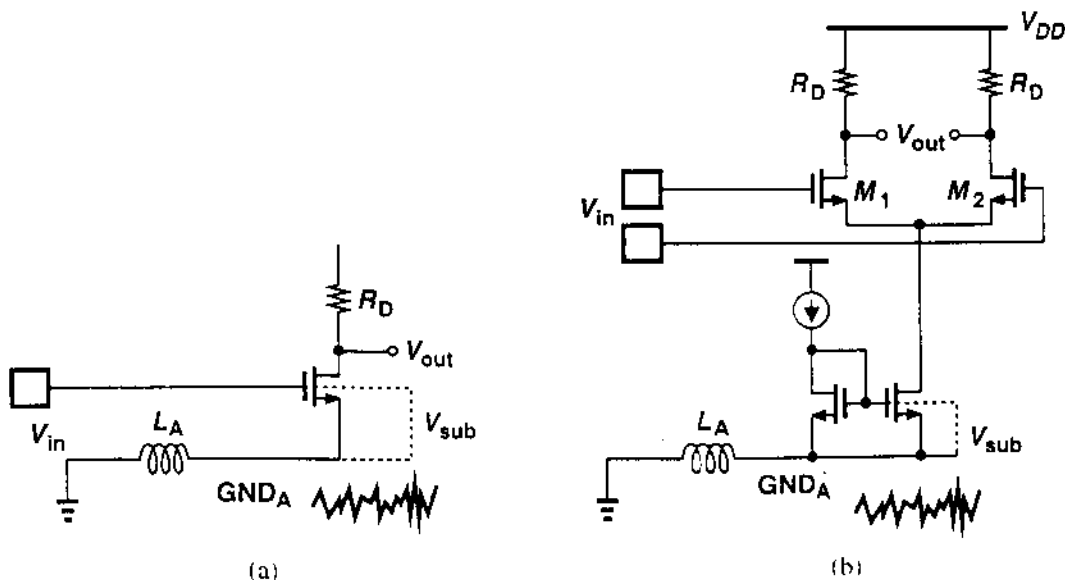 R_D
V_out
V_in
L_A
V_sub
GND_A
(a)
V_DD
R_D
R_D
V_out
V_in
M_1
M_2
L_A
V_sub
GND_A
(b)